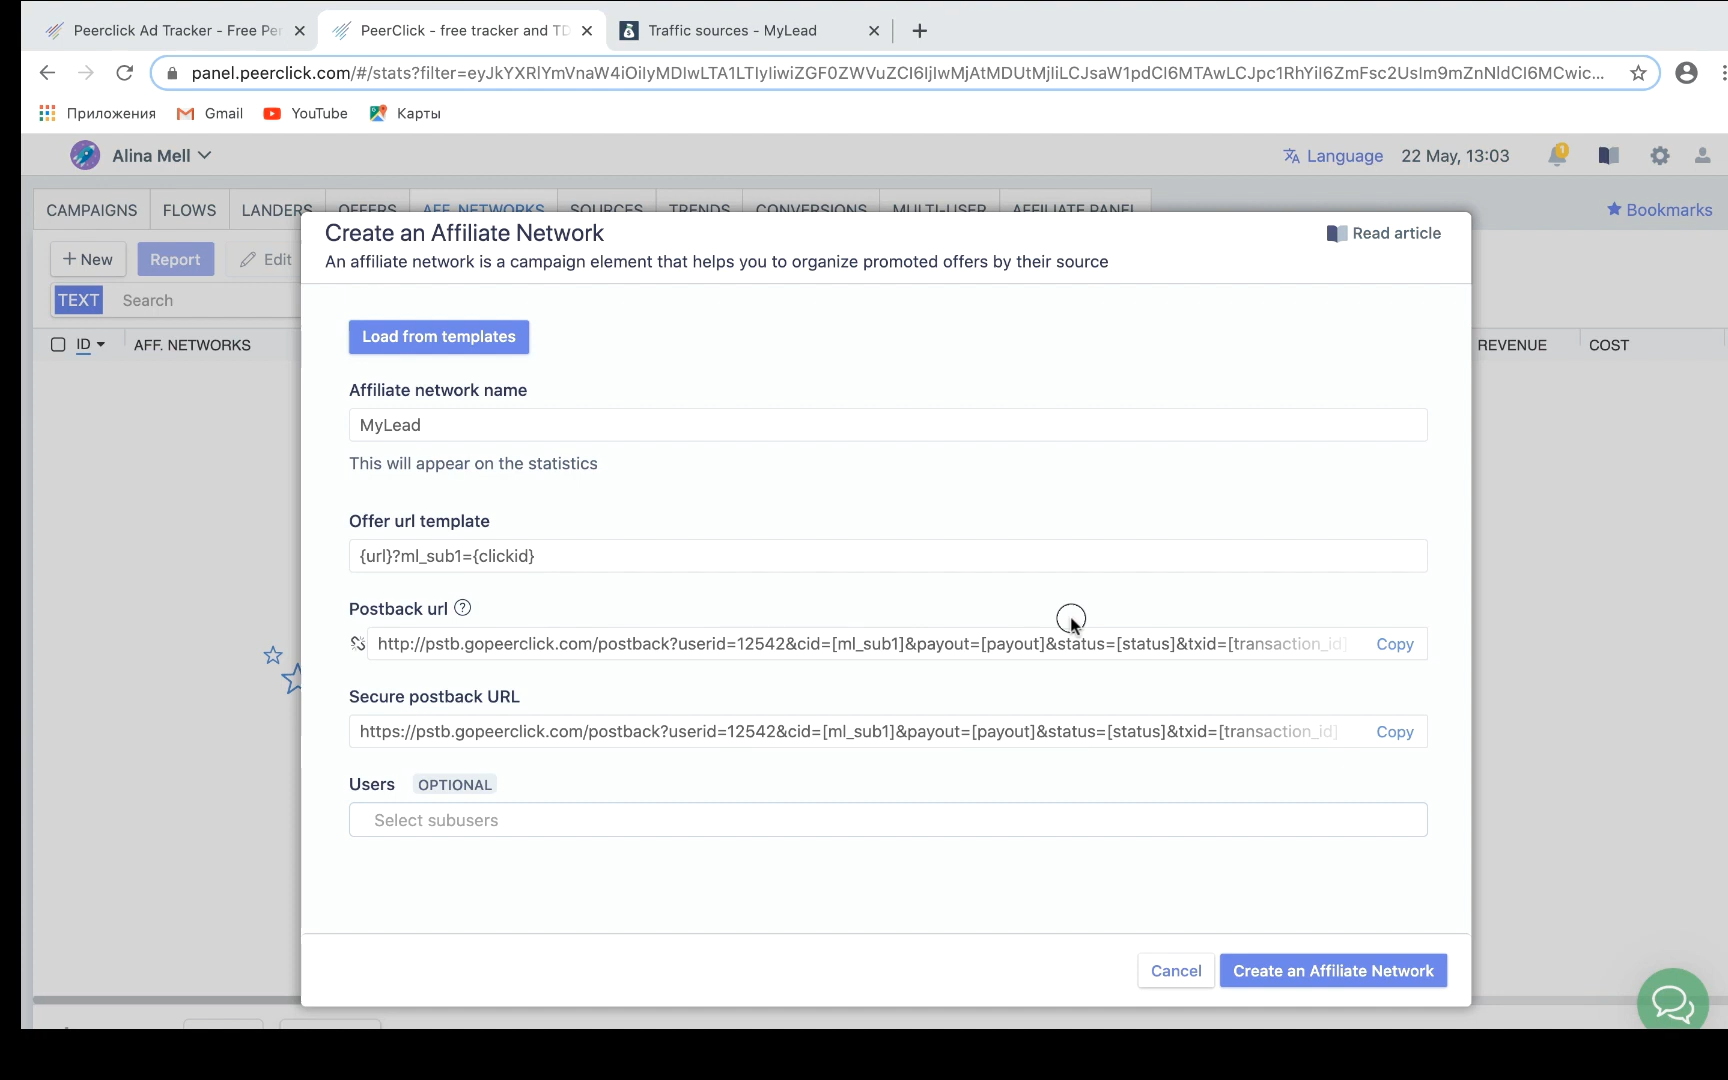 Peerclick Ad Tracker - Free Per
PeerClick - free tracker and TD
Traffic sources - MyLead
panel.peerclick.com/#/stats?filter=eyJkYXRlYmVnaW4iOiIyMDIwLTA1LTIyIiwiZGF0ZWVuZCI6IjIwMjAtMDUtMjIiLCJsaW1pdCI6MTAwLCJpc1RhYiI6ZmFsc2UsIm9mZnNldCI6MCwic...
Приложения
Gmail
YouTube
Карты
Alina Mell
Language
22 May, 13:03
1
CAMPAIGNS
FLOWS
LANDERS
OFFERS
AFF. NETWORKS
SOURCES
TRENDS
CONVERSIONS
MULTI-USER
AFFILIATE PANEL
Bookmarks
+ New
Report
Edit
TEXT
Search
ID
AFF. NETWORKS
REVENUE
COST
Create an Affiliate Network
Read article
An affiliate network is a campaign element that helps you to organize promoted offers by their source
Load from templates
Affiliate network name
MyLead
This will appear on the statistics
Offer url template
{url}?ml_sub1={clickid}
Postback url ?
http://pstb.gopeerclick.com/postback?userid=12542&cid=[ml_sub1]&payout=[payout]&status=[status]&txid=[transaction_id]
Copy
Secure postback URL
https://pstb.gopeerclick.com/postback?userid=12542&cid=[ml_sub1]&payout=[payout]&status=[status]&txid=[transaction_id]
Copy
Users OPTIONAL
Select subusers
Cancel
Create an Affiliate Network